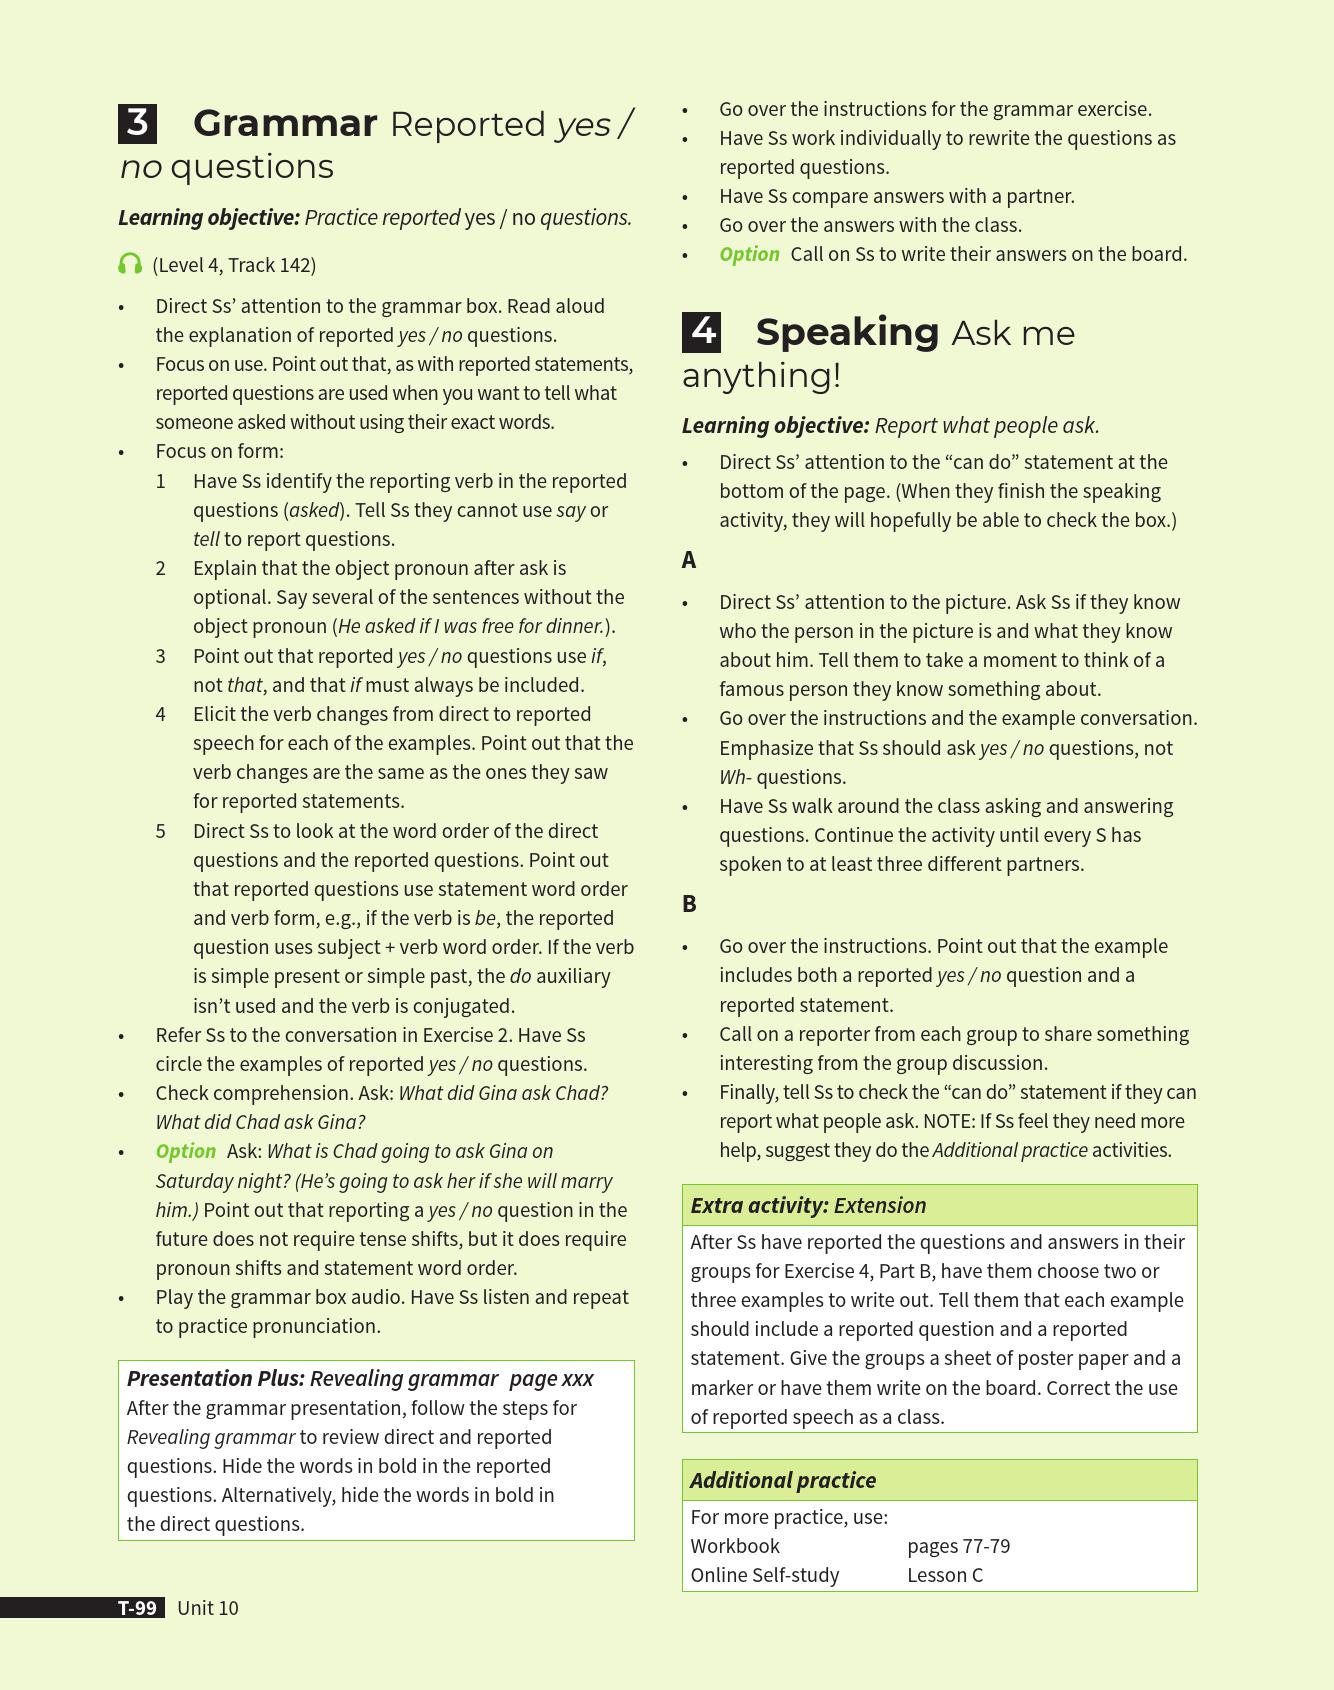 3 Grammar Reported yes /
no questions
Learning objective: Practice reported yes / no questions.
(Level 4, Track 142)
• Direct Ss’ attention to the grammar box. Read aloud
the explanation of reported yes / no questions.
• Focus on use. Point out that, as with reported statements,
reported questions are used when you want to tell what
someone asked without using their exact words.
• Focus on form:
1 Have Ss identify the reporting verb in the reported
questions (asked). Tell Ss they cannot use say or
tell to report questions.
2 Explain that the object pronoun after ask is
optional. Say several of the sentences without the
object pronoun (He asked if I was free for dinner.).
3 Point out that reported yes / no questions use if,
not that, and that if must always be included.
4 Elicit the verb changes from direct to reported
speech for each of the examples. Point out that the
verb changes are the same as the ones they saw
for reported statements.
5 Direct Ss to look at the word order of the direct
questions and the reported questions. Point out
that reported questions use statement word order
and verb form, e.g., if the verb is be, the reported
question uses subject + verb word order. If the verb
is simple present or simple past, the do auxiliary
isn’t used and the verb is conjugated.
• Refer Ss to the conversation in Exercise 2. Have Ss
circle the examples of reported yes / no questions.
• Check comprehension. Ask: What did Gina ask Chad?
What did Chad ask Gina?
• Option Ask: What is Chad going to ask Gina on
Saturday night? (He’s going to ask her if she will marry
him.) Point out that reporting a yes / no question in the
future does not require tense shifts, but it does require
pronoun shifts and statement word order.
• Play the grammar box audio. Have Ss listen and repeat
to practice pronunciation.
Presentation Plus: Revealing grammar page xxx
After the grammar presentation, follow the steps for
Revealing grammar to review direct and reported
questions. Hide the words in bold in the reported
questions. Alternatively, hide the words in bold in
the direct questions.
• Go over the instructions for the grammar exercise.
• Have Ss work individually to rewrite the questions as
reported questions.
• Have Ss compare answers with a partner.
• Go over the answers with the class.
• Option Call on Ss to write their answers on the board.
4 Speaking Ask me
anything!
Learning objective: Report what people ask.
• Direct Ss’ attention to the “can do” statement at the
bottom of the page. (When they finish the speaking
activity, they will hopefully be able to check the box.)
A
• Direct Ss’ attention to the picture. Ask Ss if they know
who the person in the picture is and what they know
about him. Tell them to take a moment to think of a
famous person they know something about.
• Go over the instructions and the example conversation.
Emphasize that Ss should ask yes / no questions, not
Wh- questions.
• Have Ss walk around the class asking and answering
questions. Continue the activity until every S has
spoken to at least three different partners.
B
• Go over the instructions. Point out that the example
includes both a reported yes / no question and a
reported statement.
• Call on a reporter from each group to share something
interesting from the group discussion.
• Finally, tell Ss to check the “can do” statement if they can
report what people ask. NOTE: If Ss feel they need more
help, suggest they do the Additional practice activities.
Extra activity: Extension
After Ss have reported the questions and answers in their
groups for Exercise 4, Part B, have them choose two or
three examples to write out. Tell them that each example
should include a reported question and a reported
statement. Give the groups a sheet of poster paper and a
marker or have them write on the board. Correct the use
of reported speech as a class.
Additional practice
For more practice, use:
Workbook pages 77-79
Online Self-study Lesson C
T-99 Unit 10